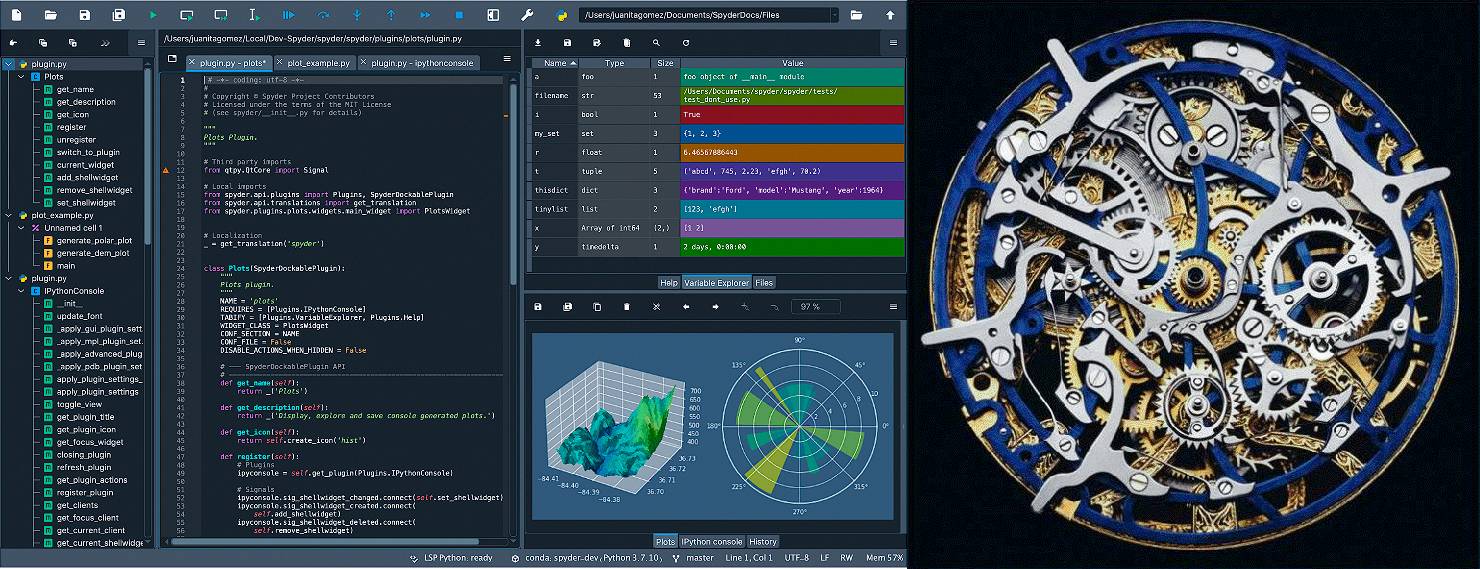 /Users/juanitagomez/Documents/SpyderDocs/Files
plugin.py
Plots
get_name
get_description
get_icon
register
unregister
switch_to_plugin
current_widget
add_shellwidget
remove_shellwidget
set_shellwidget
plot_example.py
Unnamed cell 1
generate_polar_plot
generate_dem_plot
main
plugin.py
IPythonConsole
__init__
update_font
_apply_gui_plugin_sett
_apply_mpl_plugin_set.
_apply_advanced_plug
_apply_pdb_plugin_set
apply_plugin_settings_
apply_plugin_settings
toggle_view
get_plugin_title
get_plugin_icon
get_focus_widget
closing_plugin
refresh_plugin
get_plugin_actions
register_plugin
get_clients
get_focus_client
get_current_client
get_current_shellwidge
/Users/juanitagomez/Local/Dev-Spyder/spyder/spyder/plugins/plots/plugin.py
plugin.py - plots* plot_example.py plugin.py - ipythonconsole
1 # -*- coding: utf-8 -*-
2 #
3 # Copyright © Spyder Project Contributors
4 # Licensed under the terms of the MIT License
5 # (see spyder/__init__.py for details)
6
7 """
8 Plots Plugin.
9 """
10
11 # Third party imports
12 from qtpy.QtCore import Signal
13
14 # Local imports
15 from spyder.api.plugins import Plugins, SpyderDockablePlugin
16 from spyder.api.translations import get_translation
17 from spyder.plugins.plots.widgets.main_widget import PlotsWidget
18
19
20 # Localization
21 _ = get_translation('spyder')
22
23
24 class Plots(SpyderDockablePlugin):
25 """
26 Plots plugin.
27 """
28 NAME = 'plots'
29 REQUIRES = [Plugins.IPythonConsole]
30 TABIFY = [Plugins.VariableExplorer, Plugins.Help]
31 WIDGET_CLASS = PlotsWidget
32 CONF_SECTION = NAME
33 CONF_FILE = False
34 DISABLE_ACTIONS_WHEN_HIDDEN = False
35
36 # --- SpyderDockablePlugin API
37 # ------------------------------------------------------------------
38 def get_name(self):
39 return _('Plots')
40
41 def get_description(self):
42 return _('Display, explore and save console generated plots.')
43
44 def get_icon(self):
45 return self.create_icon('hist')
46
47 def register(self):
48 # Plugins
49 ipyconsole = self.get_plugin(Plugins.IPythonConsole)
50
51 # Signals
52 ipyconsole.sig_shellwidget_changed.connect(self.set_shellwidget)
53 ipyconsole.sig_shellwidget_created.connect(
54 self.add_shellwidget)
55 ipyconsole.sig_shellwidget_deleted.connect(
56 self.remove_shellwidget)
Name Type Size Value
a foo 1 foo object of __main__ module
filename str 53 /Users/Documents/spyder/spyder/tests/
test_dont_use.py
i bool 1 True
my_set set 3 {1, 2, 3}
r float 1 6.46567886443
t tuple 5 ('abcd', 745, 2.23, 'efgh', 70.2)
thisdict dict 3 {'brand':'Ford', 'model':'Mustang', 'year':1964}
tinylist list 2 [123, 'efgh']
x Array of int64 (2,) [1 2]
y timedelta 1 2 days, 0:00:00
Help Variable Explorer Files
97 %
700
650
600
550
500
450
400
36.73
36.72
36.71
36.70
−84.41
−84.40
−84.39
−84.38
90°
135° 45°
10
8
6
4
2
180° 0°
225° 315°
270°
Plots IPython console History
LSP Python: ready conda: spyder-dev (Python 3.7.10) master Line 1, Col 1 UTF-8 LF RW Mem 57%